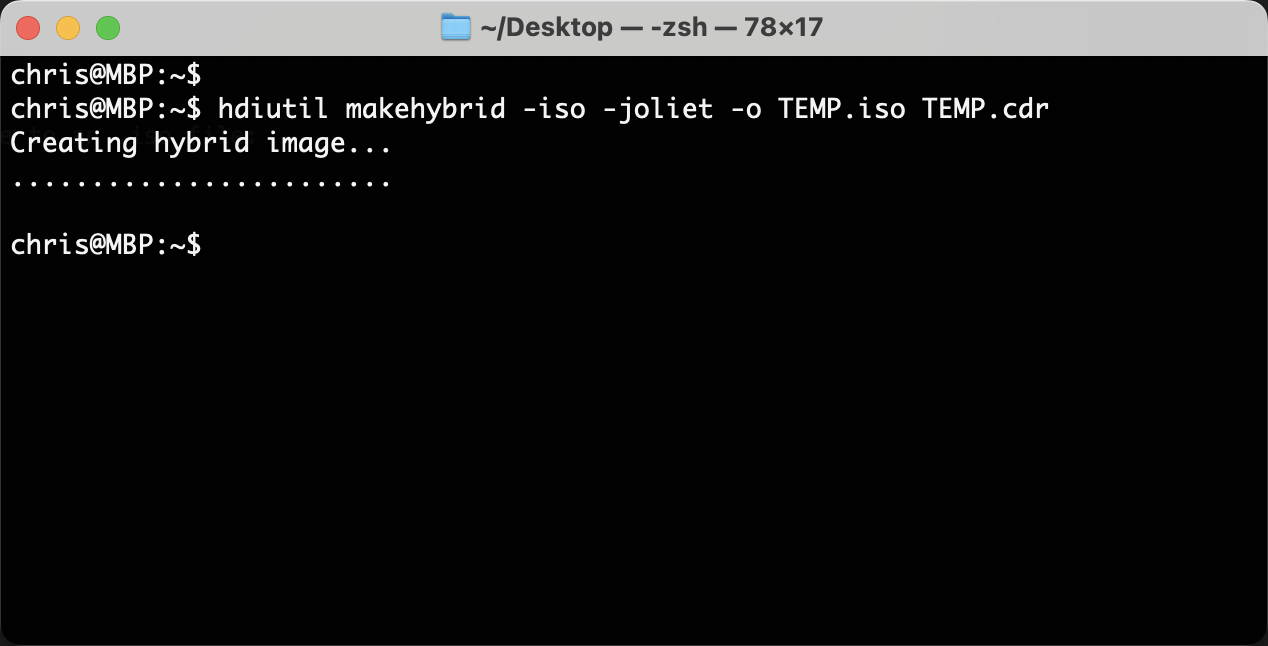 ~/Desktop — -zsh — 78×17
chris@MBP:~$
chris@MBP:~$ hdiutil makehybrid -iso -joliet -o TEMP.iso TEMP.cdr
Creating hybrid image...
........................
chris@MBP:~$